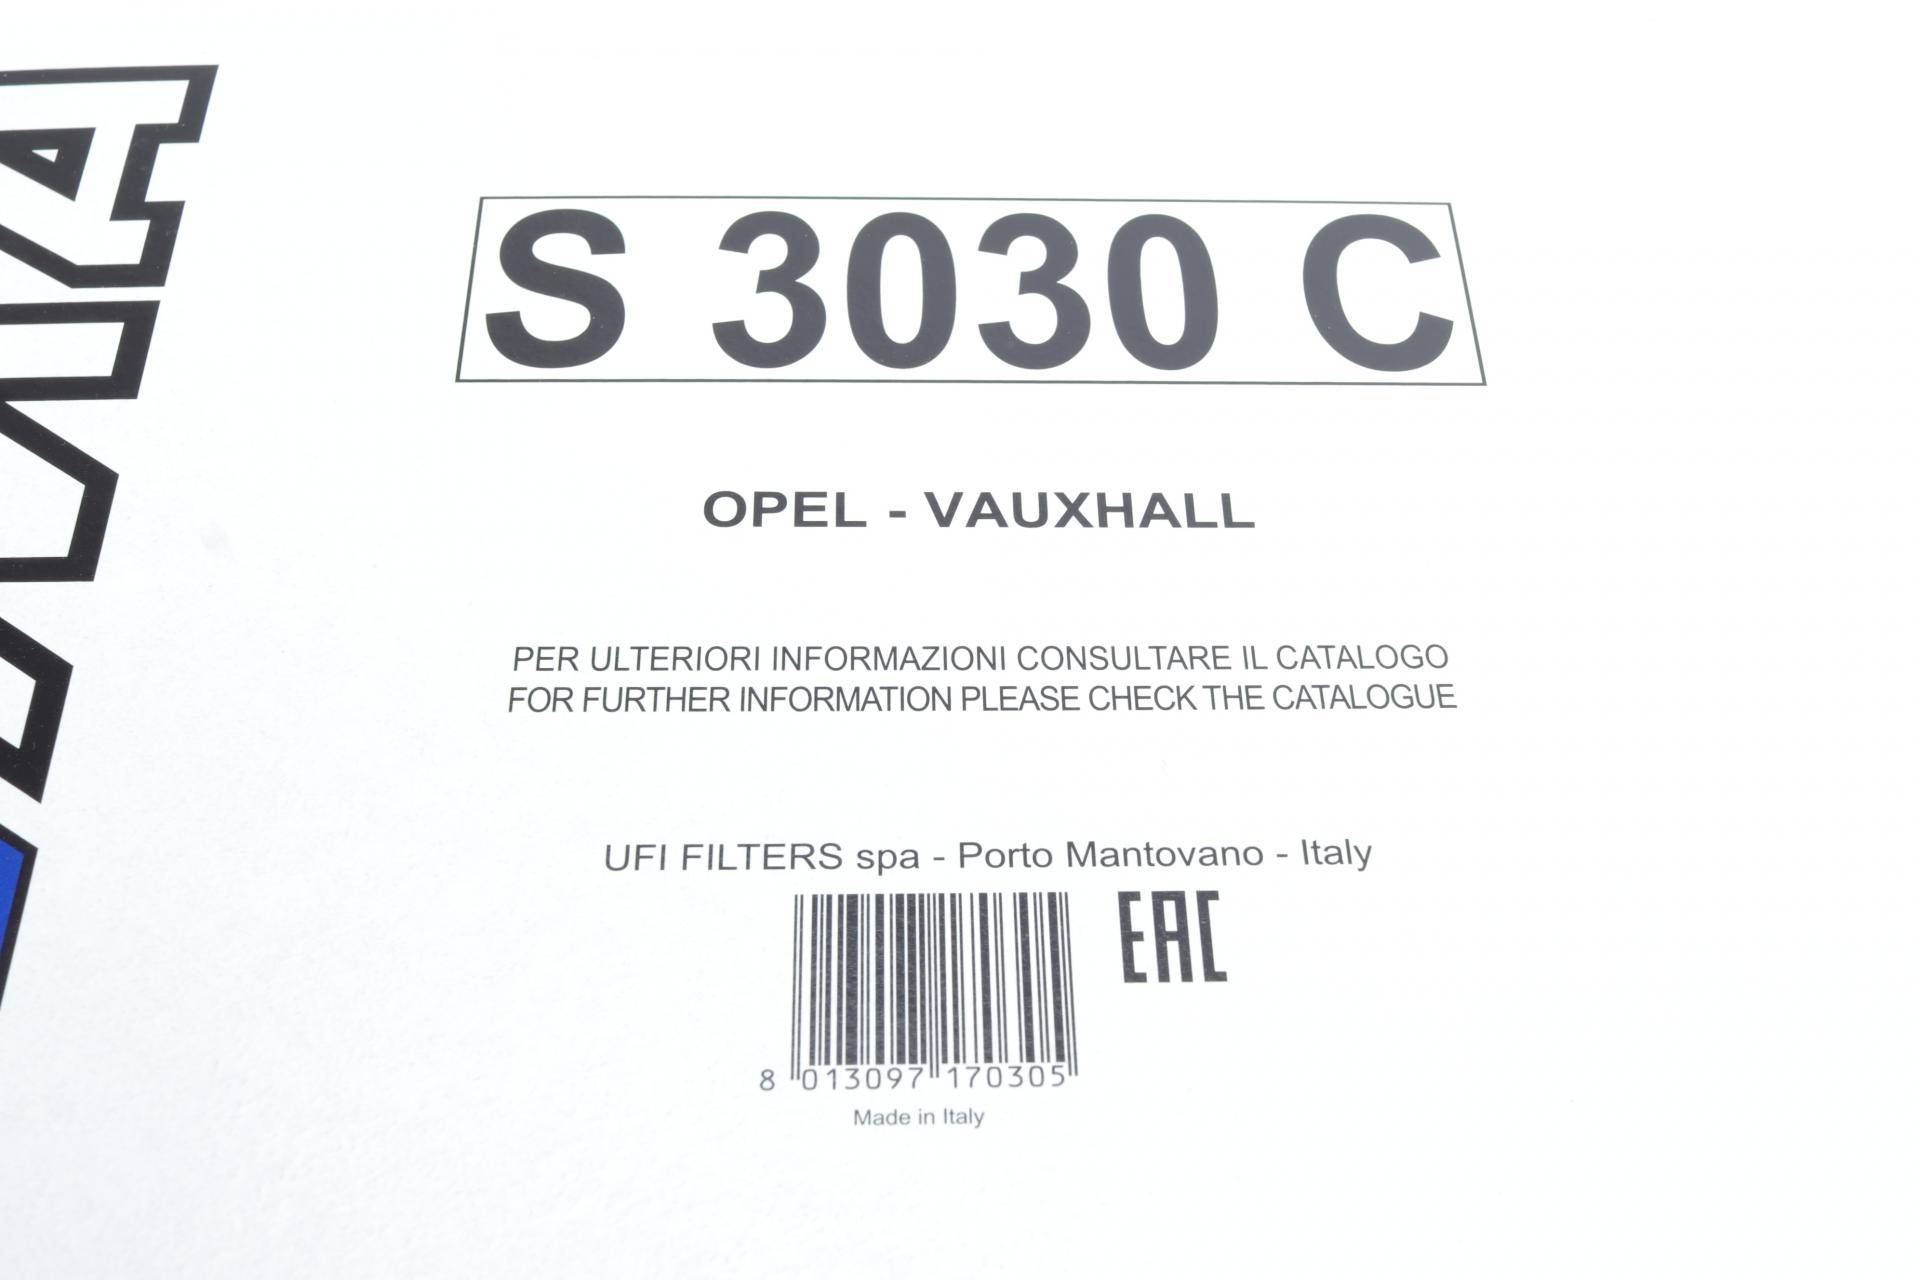 S 3030 C
OPEL - VAUXHALL
PER ULTERIORI INFORMAZIONI CONSULTARE IL CATALOGO
FOR FURTHER INFORMATION PLEASE CHECK THE CATALOGUE
UFI FILTERS spa - Porto Mantovano - Italy
EAC
8 013097 170305
Made in Italy